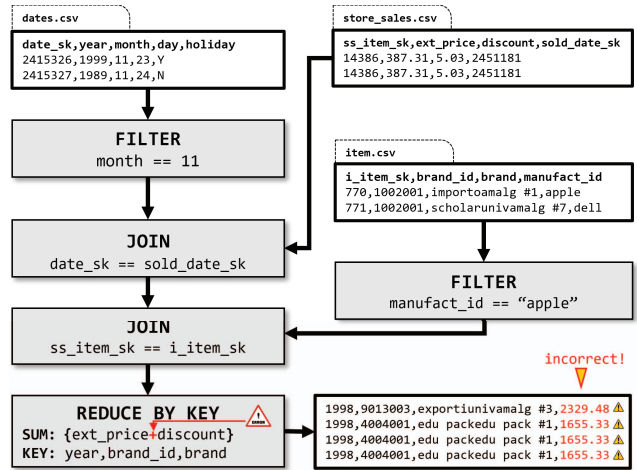 dates.csv
date_sk,year,month,day,holiday
2415326,1999,11,23,Y
2415327,1989,11,24,N
store_sales.csv
ss_item_sk,ext_price,discount,sold_date_sk
14386,387.31,5.03,2451181
14386,387.31,5.03,2451181
FILTER
month == 11
item.csv
i_item_sk,brand_id,brand,manufact_id
770,1002001,importoamalg #1,apple
771,1002001,scholarunivamalg #7,dell
JOIN
date_sk == sold_date_sk
FILTER
manufact_id == “apple”
JOIN
ss_item_sk == i_item_sk
incorrect!
REDUCE BY KEY
ERROR
SUM: {ext_price+discount}
KEY: year,brand_id,brand
1998,9013003,exportiunivamalg #3,2329.48
1998,4004001,edu packedu pack #1,1655.33
1998,4004001,edu packedu pack #1,1655.33
1998,4004001,edu packedu pack #1,1655.33